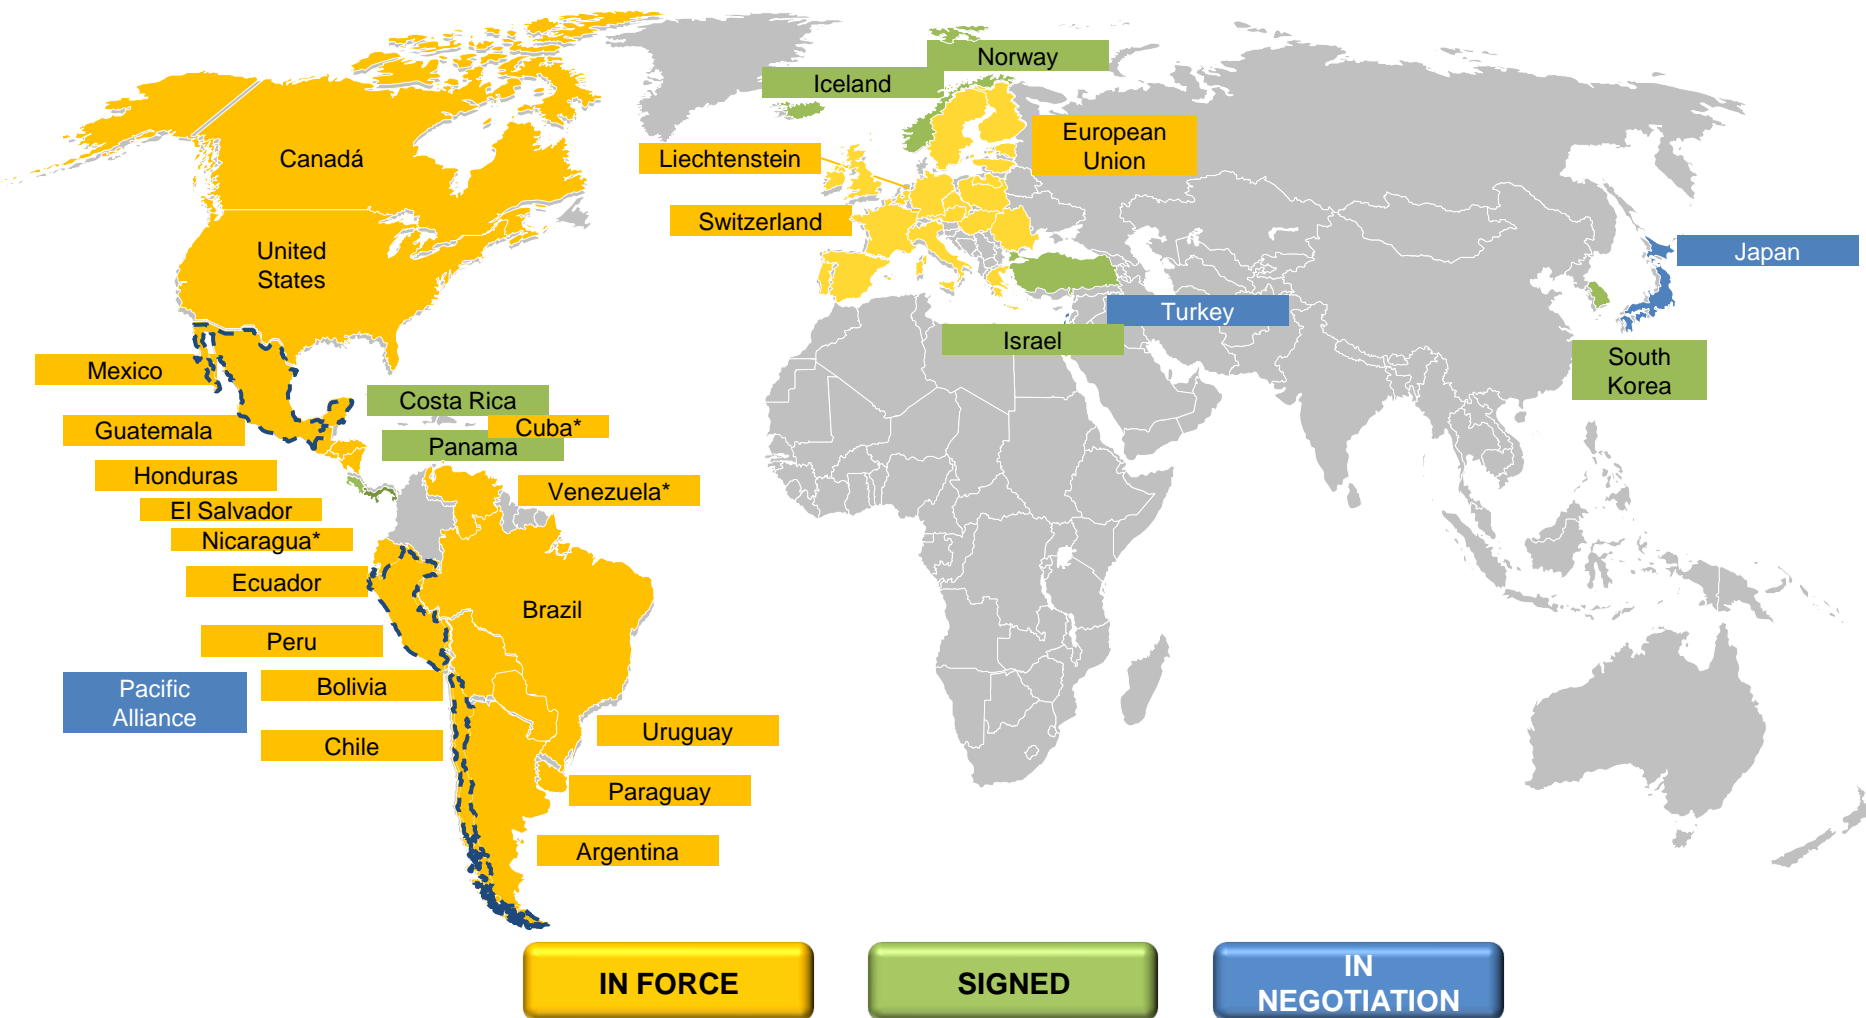 Norway
Iceland
European
Union
Canadá
Liechtenstein
Switzerland
United
States
Japan
Turkey
Israel
South
Korea
Mexico
Costa Rica
Cuba*
Guatemala
Panama
Honduras
Venezuela*
El Salvador
Nicaragua*
Ecuador
Brazil
Peru
Pacific
Alliance
Bolivia
Chile
Uruguay
Paraguay
Argentina
IN FORCE
SIGNED
IN
NEGOTIATION